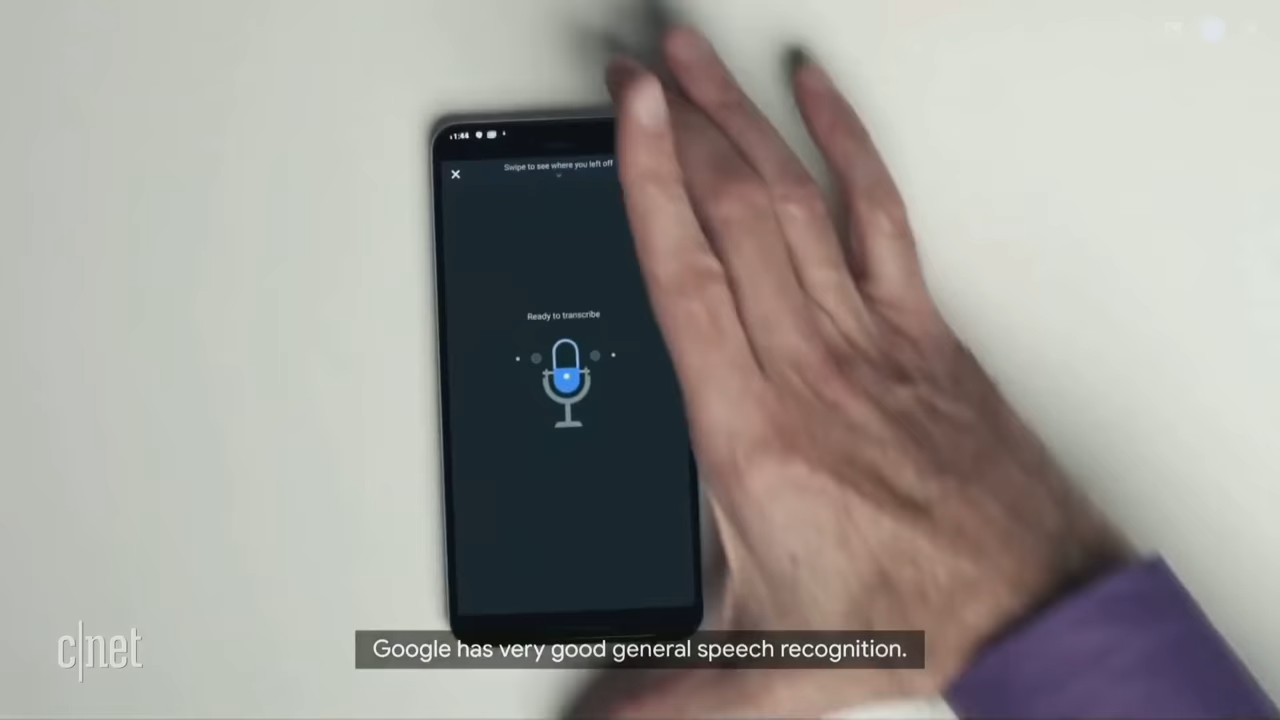 1:44
Swipe to see where you left off
Ready to transcribe
c|net
Google has very good general speech recognition.